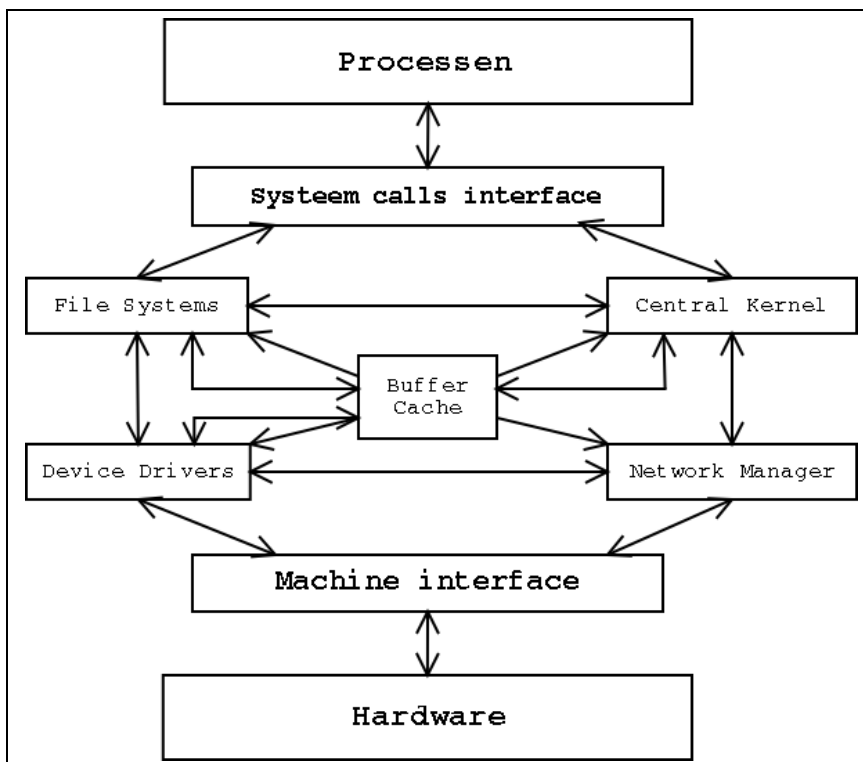 Processen
Systeem calls interface
File Systems
Central Kernel
Buffer
Cache
Device Drivers
Network Manager
Machine interface
Hardware